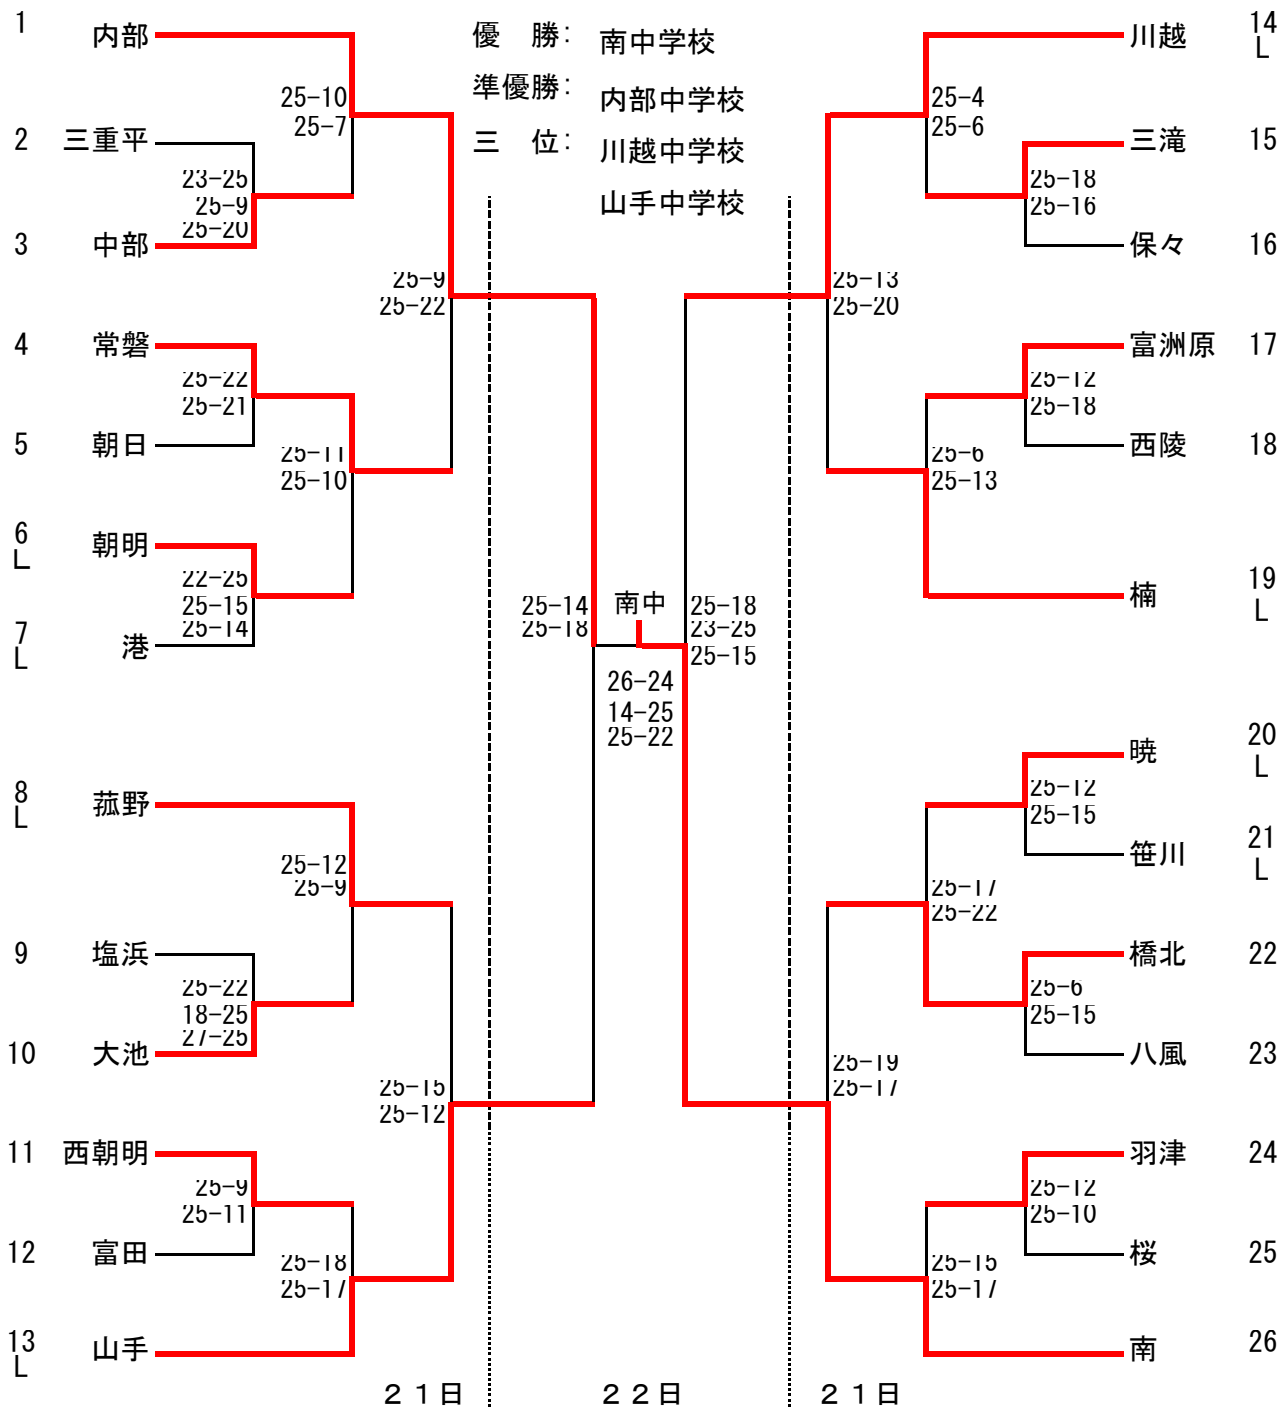 優　勝：　南中学校
準優勝：　内部中学校
三　位：　川越中学校
山手中学校
1　内部
25-10
25-7
2　三重平
23-25
25-9
25-20
3　中部
25-9
25-22
4　常磐
25-22
25-21
5　朝日
25-11
25-10
6
L　朝明
22-25
25-15
25-14
7
L　港
25-14
25-18
8
L　菰野
25-12
25-9
9　塩浜
25-22
18-25
27-25
10　大池
25-15
25-12
11　西朝明
25-9
25-11
12　富田
25-18
25-17
13
L　山手
南中
26-24
14-25
25-22
川越　14
L
25-4
25-6
三滝　15
25-18
25-16
保々　16
25-13
25-20
富洲原　17
25-12
25-18
西陵　18
25-6
25-13
楠　19
L
25-18
23-25
25-15
暁　20
L
25-12
25-15
笹川　21
L
25-17
25-22
橋北　22
25-6
25-15
八風　23
25-19
25-17
羽津　24
25-12
25-10
桜　25
25-15
25-17
南　26
２１日　２２日　２１日